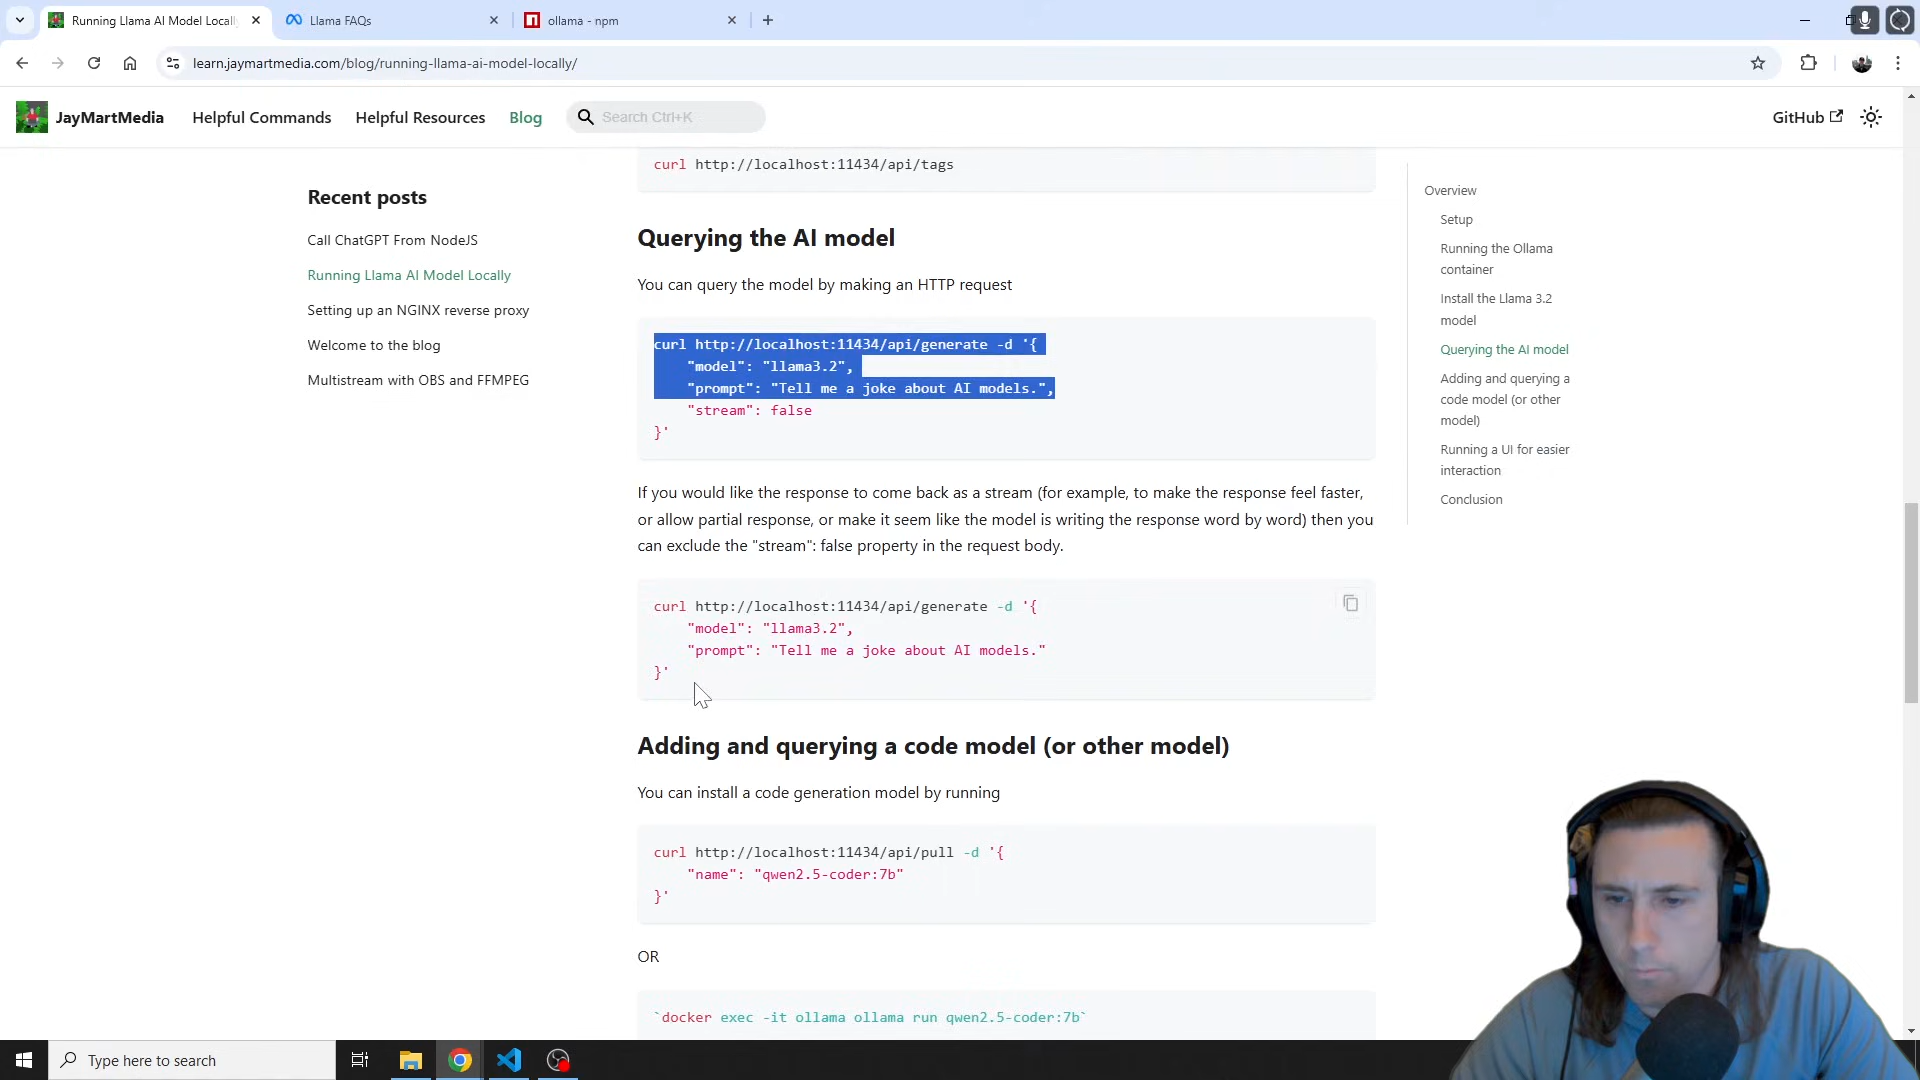 Running Llama AI Model Locally
Llama FAQs
ollama - npm
learn.jaymartmedia.com/blog/running-llama-ai-model-locally/
JayMartMedia
Helpful Commands
Helpful Resources
Blog
Search Ctrl+K
GitHub
Recent posts
Call ChatGPT From NodeJS
Running Llama AI Model Locally
Setting up an NGINX reverse proxy
Welcome to the blog
Multistream with OBS and FFMPEG
curl http://localhost:11434/api/tags
Querying the AI model
You can query the model by making an HTTP request
curl http://localhost:11434/api/generate -d '{
"model": "llama3.2",
"prompt": "Tell me a joke about AI models.",
"stream": false
}'
If you would like the response to come back as a stream (for example, to make the response feel faster,
or allow partial response, or make it seem like the model is writing the response word by word) then you
can exclude the "stream": false property in the request body.
curl http://localhost:11434/api/generate -d '{
"model": "llama3.2",
"prompt": "Tell me a joke about AI models."
}'
Adding and querying a code model (or other model)
You can install a code generation model by running
curl http://localhost:11434/api/pull -d '{
"name": "qwen2.5-coder:7b"
}'
OR
`docker exec -it ollama ollama run qwen2.5-coder:7b`
Overview
Setup
Running the Ollama
container
Install the Llama 3.2
model
Querying the AI model
Adding and querying a
code model (or other
model)
Running a UI for easier
interaction
Conclusion
Type here to search